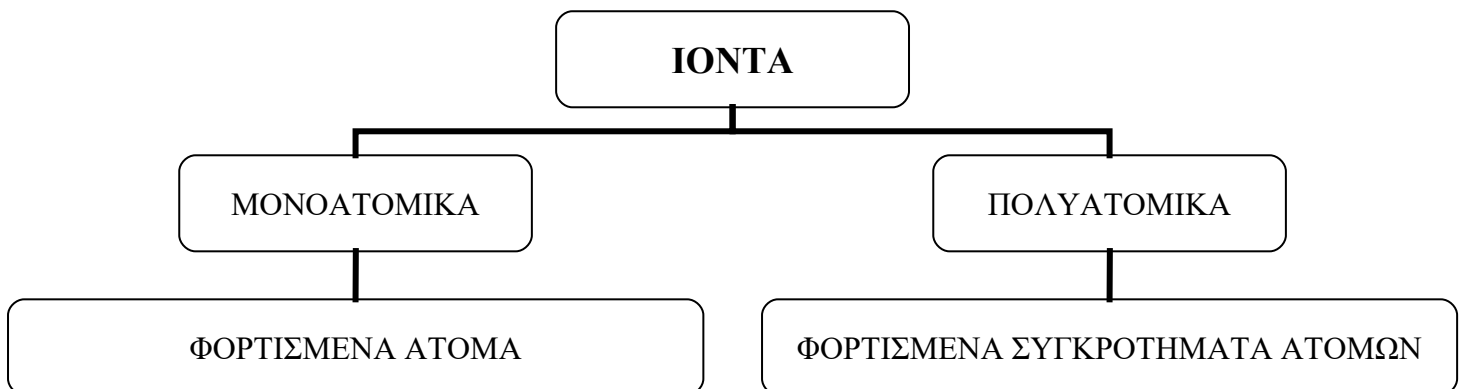 ΙΟΝΤΑ
ΜΟΝΟΑΤΟΜΙΚΑ
ΠΟΛΥΑΤΟΜΙΚΑ
ΦΟΡΤΙΣΜΕΝΑ ΑΤΟΜΑ
ΦΟΡΤΙΣΜΕΝΑ ΣΥΓΚΡΟΤΗΜΑΤΑ ΑΤΟΜΩΝ